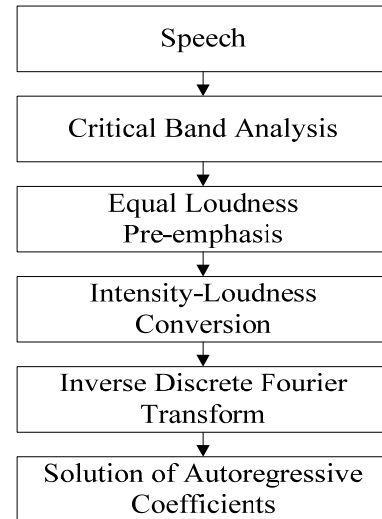 Speech
Critical Band Analysis
Equal Loudness
Pre-emphasis
Intensity-Loudness
Conversion
Inverse Discrete Fourier
Transform
Solution of Autoregressive
Coefficients